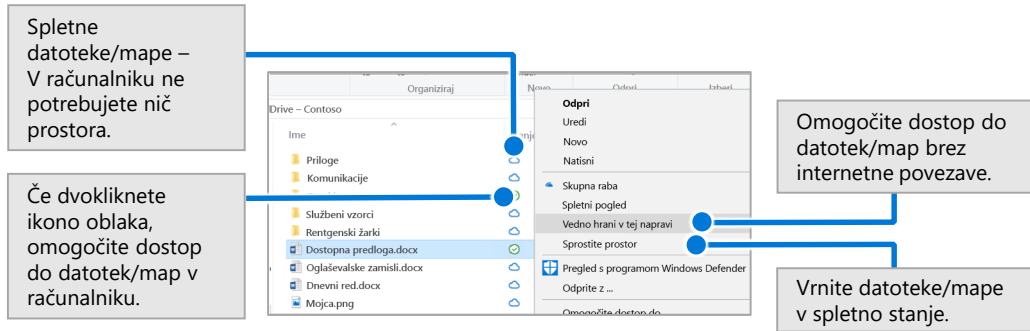 Spletne
datoteke/mape –
V računalniku ne
potrebujete nič
prostora.
Če dvokliknete
ikono oblaka,
omogočite dostop
do datotek/map v
računalniku.
Organiziraj
Drive – Contoso
Ime
Priloge
Komunikacije
Službeni vzorci
Rentgenski žarki
Dostopna predloga.docx
Oglaševalske zamisli.docx
Dnevni red.docx
Mojca.png
Novo
Odpri
Izberi
Odpri
Uredi
Novo
Natisni
Skupna raba
Spletni pogled
Vedno hrani v tej napravi
Sprostite prostor
Pregled s programom Windows Defender
Odprite z ...
Omogočite dostop do
Omogočite dostop do
datotek/map brez
internetne povezave.
Vrnite datoteke/mape
v spletno stanje.